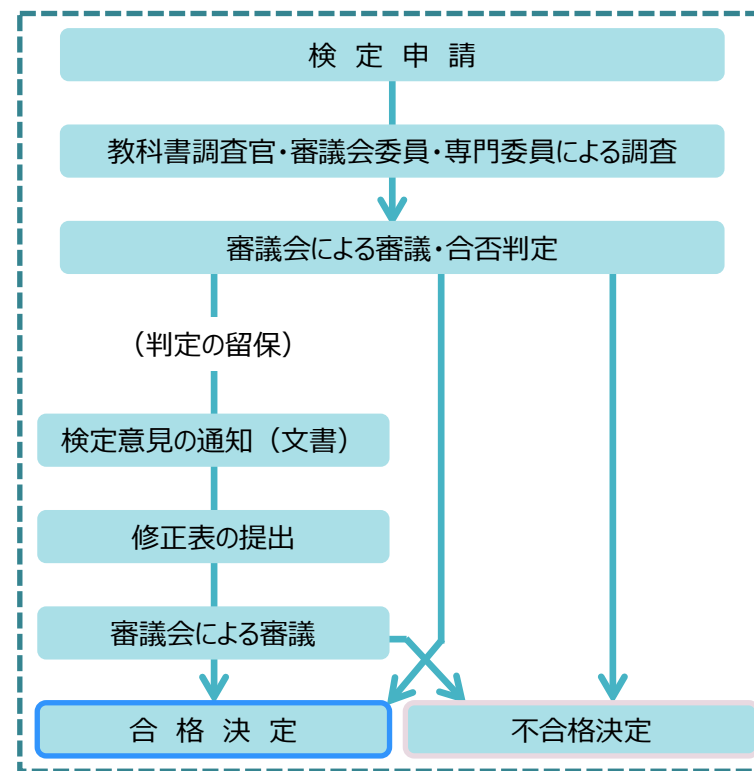 検 定 申 請
教科書調査官・審議会委員・専門委員による調査
審議会による審議・合否判定
（判定の留保）
検定意見の通知（文書）
修正表の提出
審議会による審議
合 格 決 定
不合格決定